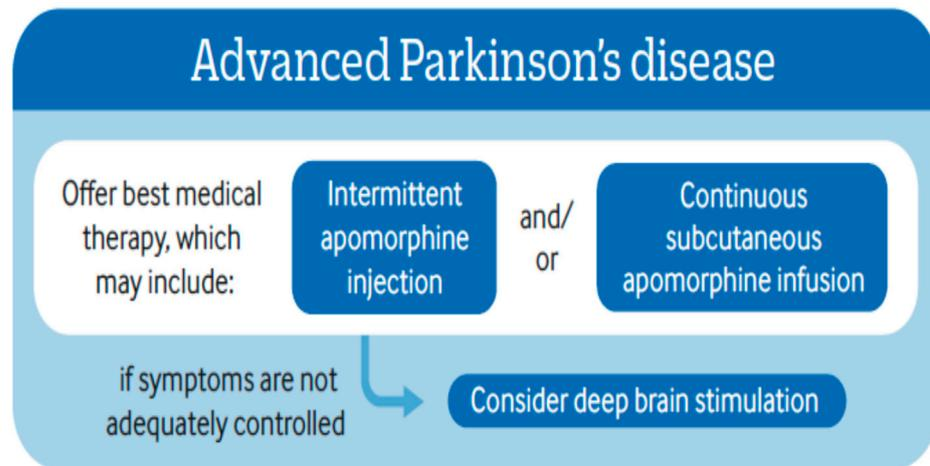 Advanced Parkinson's disease
Offer best medical
therapy, which
may include:
Intermittent
apomorphine
injection
and/
or
Continuous
subcutaneous
apomorphine infusion
if symptoms are not
adequately controlled
Consider deep brain stimulation